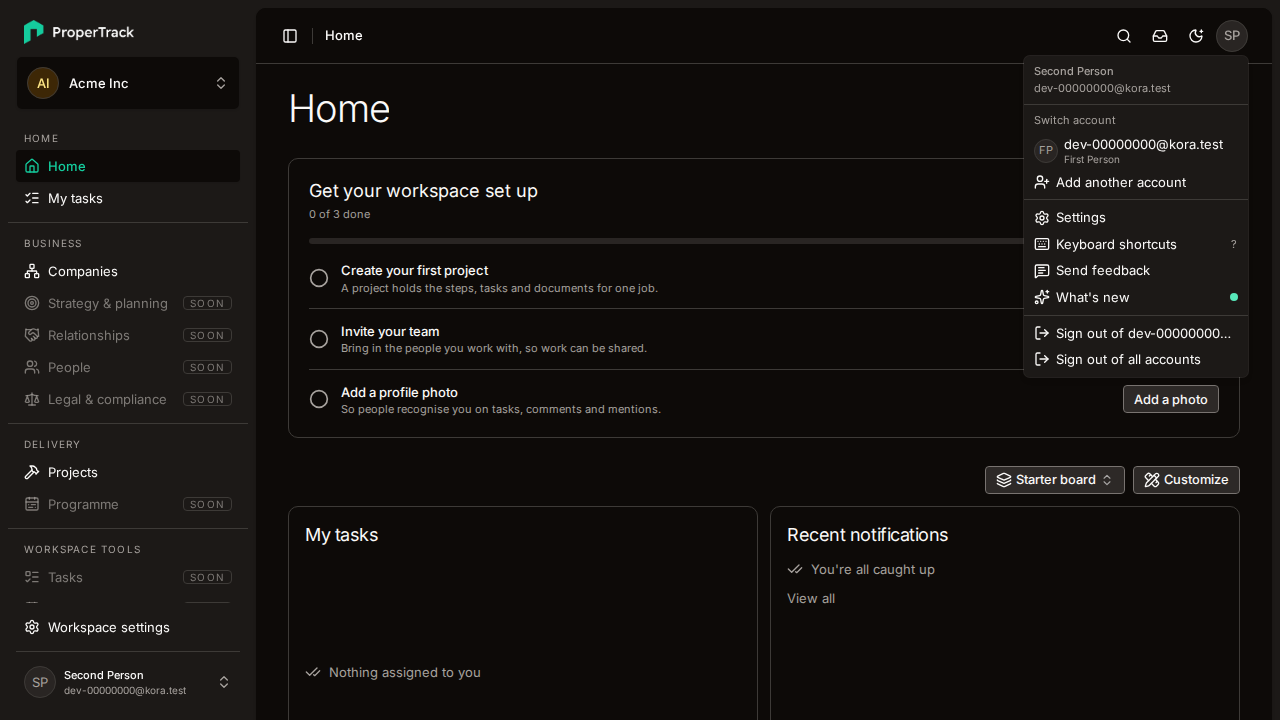 ProperTrack
AI
Acme Inc
HOME
Home
My tasks
BUSINESS
Companies
Strategy & planning SOON
Relationships SOON
People SOON
Legal & compliance SOON
DELIVERY
Projects
Programme SOON
WORKSPACE TOOLS
Tasks SOON
Workspace settings
SP
Second Person
dev-00000000@kora.test
Home
SP
Home
Get your workspace set up
0 of 3 done
Create your first project
A project holds the steps, tasks and documents for one job.
Invite your team
Bring in the people you work with, so work can be shared.
Add a profile photo
So people recognise you on tasks, comments and mentions.
Add a photo
Second Person
dev-00000000@kora.test
Switch account
FP
dev-00000000@kora.test
First Person
Add another account
Settings
Keyboard shortcuts ?
Send feedback
What's new
Sign out of dev-00000000...
Sign out of all accounts
Starter board
Customize
My tasks
Nothing assigned to you
Recent notifications
You're all caught up
View all